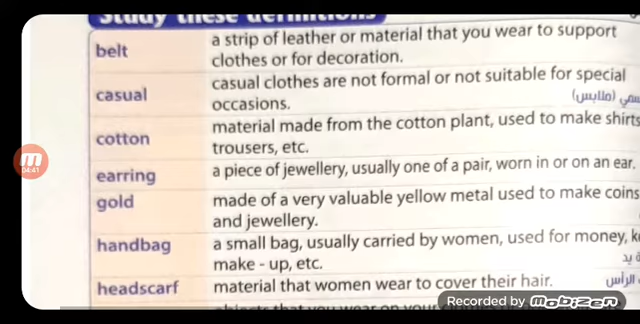 Study these definitions
belt
a strip of leather or material that you wear to support
clothes or for decoration.
casual
casual clothes are not formal or not suitable for special
occasions.
(ملابس)
cotton
material made from the cotton plant, used to make shirts
trousers, etc.
earring
a piece of jewellery, usually one of a pair, worn in or on an ear.
gold
made of a very valuable yellow metal used to make coins
and jewellery.
handbag
a small bag, usually carried by women, used for money,
make - up, etc.
يد
headscarf
material that women wear to cover their hair.
الرأس
04:41
Recorded by Mobizen